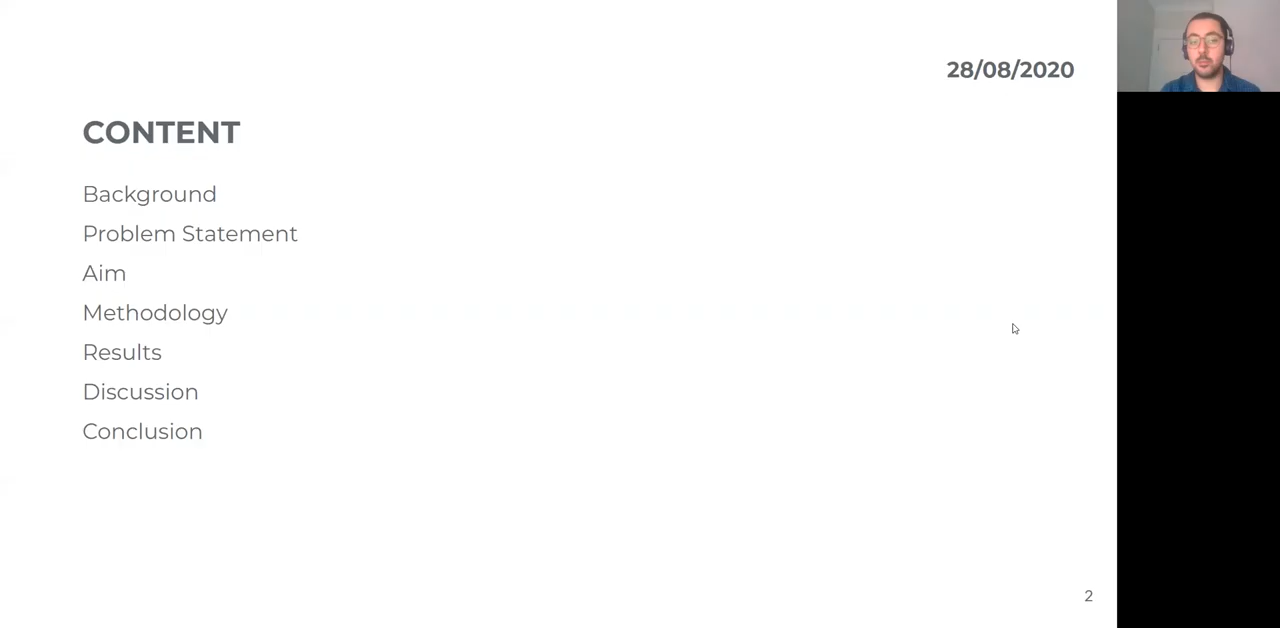 28/08/2020
CONTENT
Background
Problem Statement
Aim
Methodology
Results
Discussion
Conclusion
2